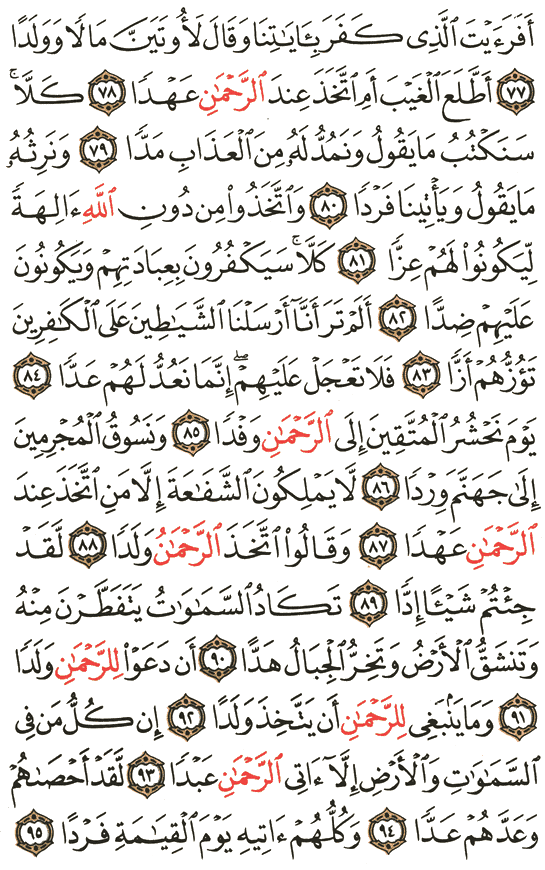 أَفَرَءَيْتَ ٱلَّذِى كَفَرَ بِـَٔايَـٰتِنَا وَقَالَ لَأُوتَيَنَّ مَالًا وَوَلَدًا
٧٧ أَطَّلَعَ ٱلْغَيْبَ أَمِ ٱتَّخَذَ عِندَ ٱلرَّحْمَـٰنِ عَهْدًا ٧٨ كَلَّا ۚ
سَنَكْتُبُ مَا يَقُولُ وَنَمُدُّ لَهُۥ مِنَ ٱلْعَذَابِ مَدًّا ٧٩ وَنَرِثُهُۥ
مَا يَقُولُ وَيَأْتِينَا فَرْدًا ٨٠ وَٱتَّخَذُوا۟ مِن دُونِ ٱللَّهِ ءَالِهَةً
لِّيَكُونُوا۟ لَهُمْ عِزًّا ٨١ كَلَّا ۚ سَيَكْفُرُونَ بِعِبَادَتِهِمْ وَيَكُونُونَ
عَلَيْهِمْ ضِدًّا ٨٢ أَلَمْ تَرَ أَنَّآ أَرْسَلْنَا ٱلشَّيَـٰطِينَ عَلَى ٱلْكَـٰفِرِينَ
تَؤُزُّهُمْ أَزًّا ٨٣ فَلَا تَعْجَلْ عَلَيْهِمْ ۖ إِنَّمَا نَعُدُّ لَهُمْ عَدًّا ٨٤
يَوْمَ نَحْشُرُ ٱلْمُتَّقِينَ إِلَى ٱلرَّحْمَـٰنِ وَفْدًا ٨٥ وَنَسُوقُ ٱلْمُجْرِمِينَ
إِلَىٰ جَهَنَّمَ وِرْدًا ٨٦ لَّا يَمْلِكُونَ ٱلشَّفَـٰعَةَ إِلَّا مَنِ ٱتَّخَذَ عِندَ
ٱلرَّحْمَـٰنِ عَهْدًا ٨٧ وَقَالُوا۟ ٱتَّخَذَ ٱلرَّحْمَـٰنُ وَلَدًا ٨٨ لَّقَدْ
جِئْتُمْ شَيْـًٔا إِدًّا ٨٩ تَكَادُ ٱلسَّمَـٰوَٰتُ يَتَفَطَّرْنَ مِنْهُ
وَتَنشَقُّ ٱلْأَرْضُ وَتَخِرُّ ٱلْجِبَالُ هَدًّا ٩٠ أَن دَعَوْا۟ لِلرَّحْمَـٰنِ وَلَدًا
٩١ وَمَا يَنۢبَغِى لِلرَّحْمَـٰنِ أَن يَتَّخِذَ وَلَدًا ٩٢ إِن كُلُّ مَن فِى
ٱلسَّمَـٰوَٰتِ وَٱلْأَرْضِ إِلَّآ ءَاتِى ٱلرَّحْمَـٰنِ عَبْدًا ٩٣ لَّقَدْ أَحْصَىٰهُمْ
وَعَدَّهُمْ عَدًّا ٩٤ وَكُلُّهُمْ ءَاتِيهِ يَوْمَ ٱلْقِيَـٰمَةِ فَرْدًا ٩٥